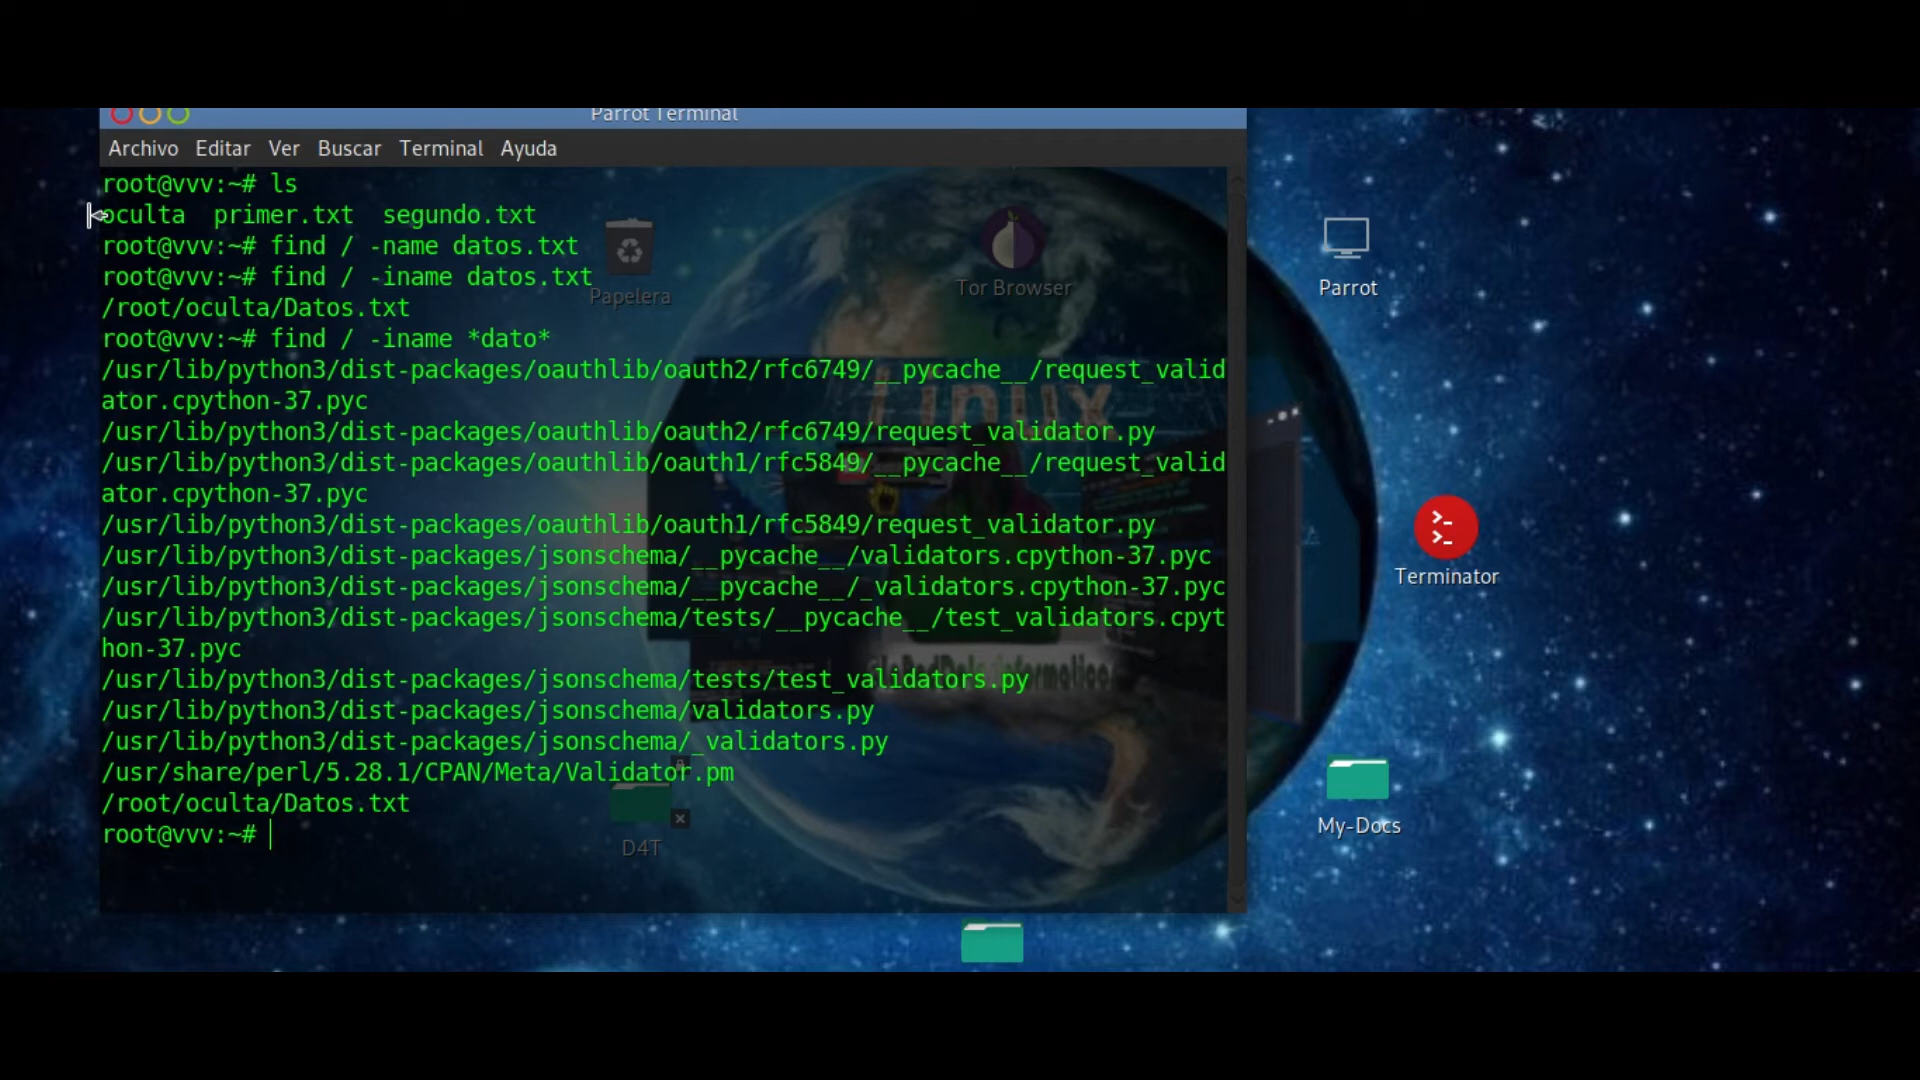 Parrot Terminal
Archivo Editar Ver Buscar Terminal Ayuda
root@vvv:~# ls
oculta primer.txt segundo.txt
root@vvv:~# find / -name datos.txt
root@vvv:~# find / -iname datos.txt
/root/oculta/Datos.txt
root@vvv:~# find / -iname *dato*
/usr/lib/python3/dist-packages/oauthlib/oauth2/rfc6749/__pycache__/request_valid
ator.cpython-37.pyc
/usr/lib/python3/dist-packages/oauthlib/oauth2/rfc6749/request_validator.py
/usr/lib/python3/dist-packages/oauthlib/oauth1/rfc5849/__pycache__/request_valid
ator.cpython-37.pyc
/usr/lib/python3/dist-packages/oauthlib/oauth1/rfc5849/request_validator.py
/usr/lib/python3/dist-packages/jsonschema/__pycache__/validators.cpython-37.pyc
/usr/lib/python3/dist-packages/jsonschema/__pycache__/_validators.cpython-37.pyc
/usr/lib/python3/dist-packages/jsonschema/tests/__pycache__/test_validators.cpyt
hon-37.pyc
/usr/lib/python3/dist-packages/jsonschema/tests/test_validators.py
/usr/lib/python3/dist-packages/jsonschema/validators.py
/usr/lib/python3/dist-packages/jsonschema/_validators.py
/usr/share/perl/5.28.1/CPAN/Meta/Validator.pm
/root/oculta/Datos.txt
root@vvv:~#
Papelera
Tor Browser
LINUX
D4T
Parrot
Terminator
My-Docs